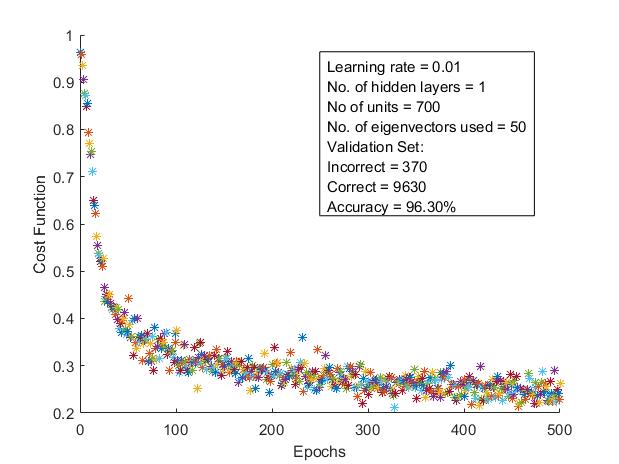 1
0.9
0.8
0.7
0.6
0.5
0.4
0.3
0.2
Cost Function
0 100 200 300 400 500
Epochs
Learning rate = 0.01
No. of hidden layers = 1
No of units = 700
No. of eigenvectors used = 50
Validation Set:
Incorrect = 370
Correct = 9630
Accuracy = 96.30%